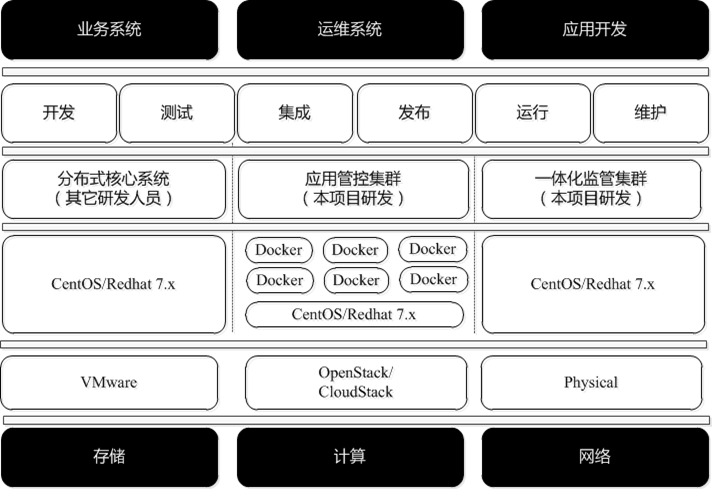 业务系统
运维系统
应用开发
开发
测试
集成
发布
运行
维护
分布式核心系统
（其它研发人员）
应用管控集群
（本项目研发）
一体化监管集群
（本项目研发）
CentOS/Redhat 7.x
Docker
Docker
Docker
Docker
Docker
Docker
CentOS/Redhat 7.x
CentOS/Redhat 7.x
VMware
OpenStack/
CloudStack
Physical
存储
计算
网络